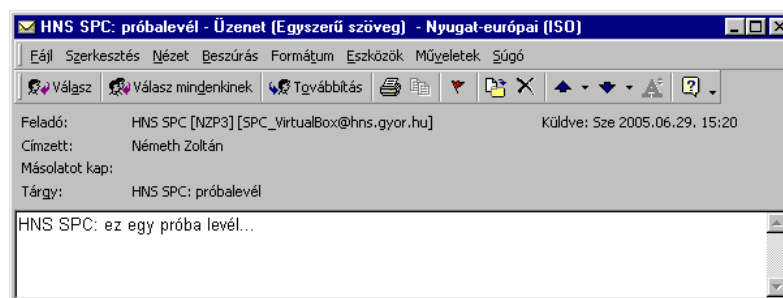 HNS SPC: próbalevél - Üzenet (Egyszerű szöveg) - Nyugat-európai (ISO)
Fájl Szerkesztés Nézet Beszúrás Formátum Eszközök Műveletek Súgó
Válasz Válasz mindenkinek Továbbítás
Feladó: HNS SPC [NZP3] [SPC_VirtualBox@hns.gyor.hu] Küldve: Sze 2005.06.29. 15:20
Címzett: Németh Zoltán
Másolatot kap:
Tárgy: HNS SPC: próbalevél
HNS SPC: ez egy próba levél...